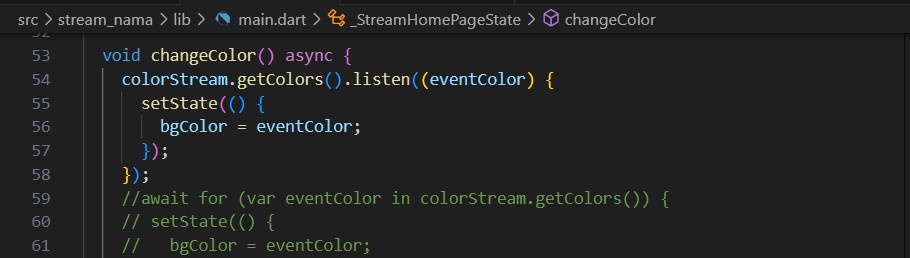 src > stream_nama > lib > main.dart > _StreamHomePageState > changeColor
52
53 void changeColor() async {
54 colorStream.getColors().listen((eventColor) {
55 setState(() {
56 bgColor = eventColor;
57 });
58 });
59 //await for (var eventColor in colorStream.getColors()) {
60 // setState(() {
61 //   bgColor = eventColor;